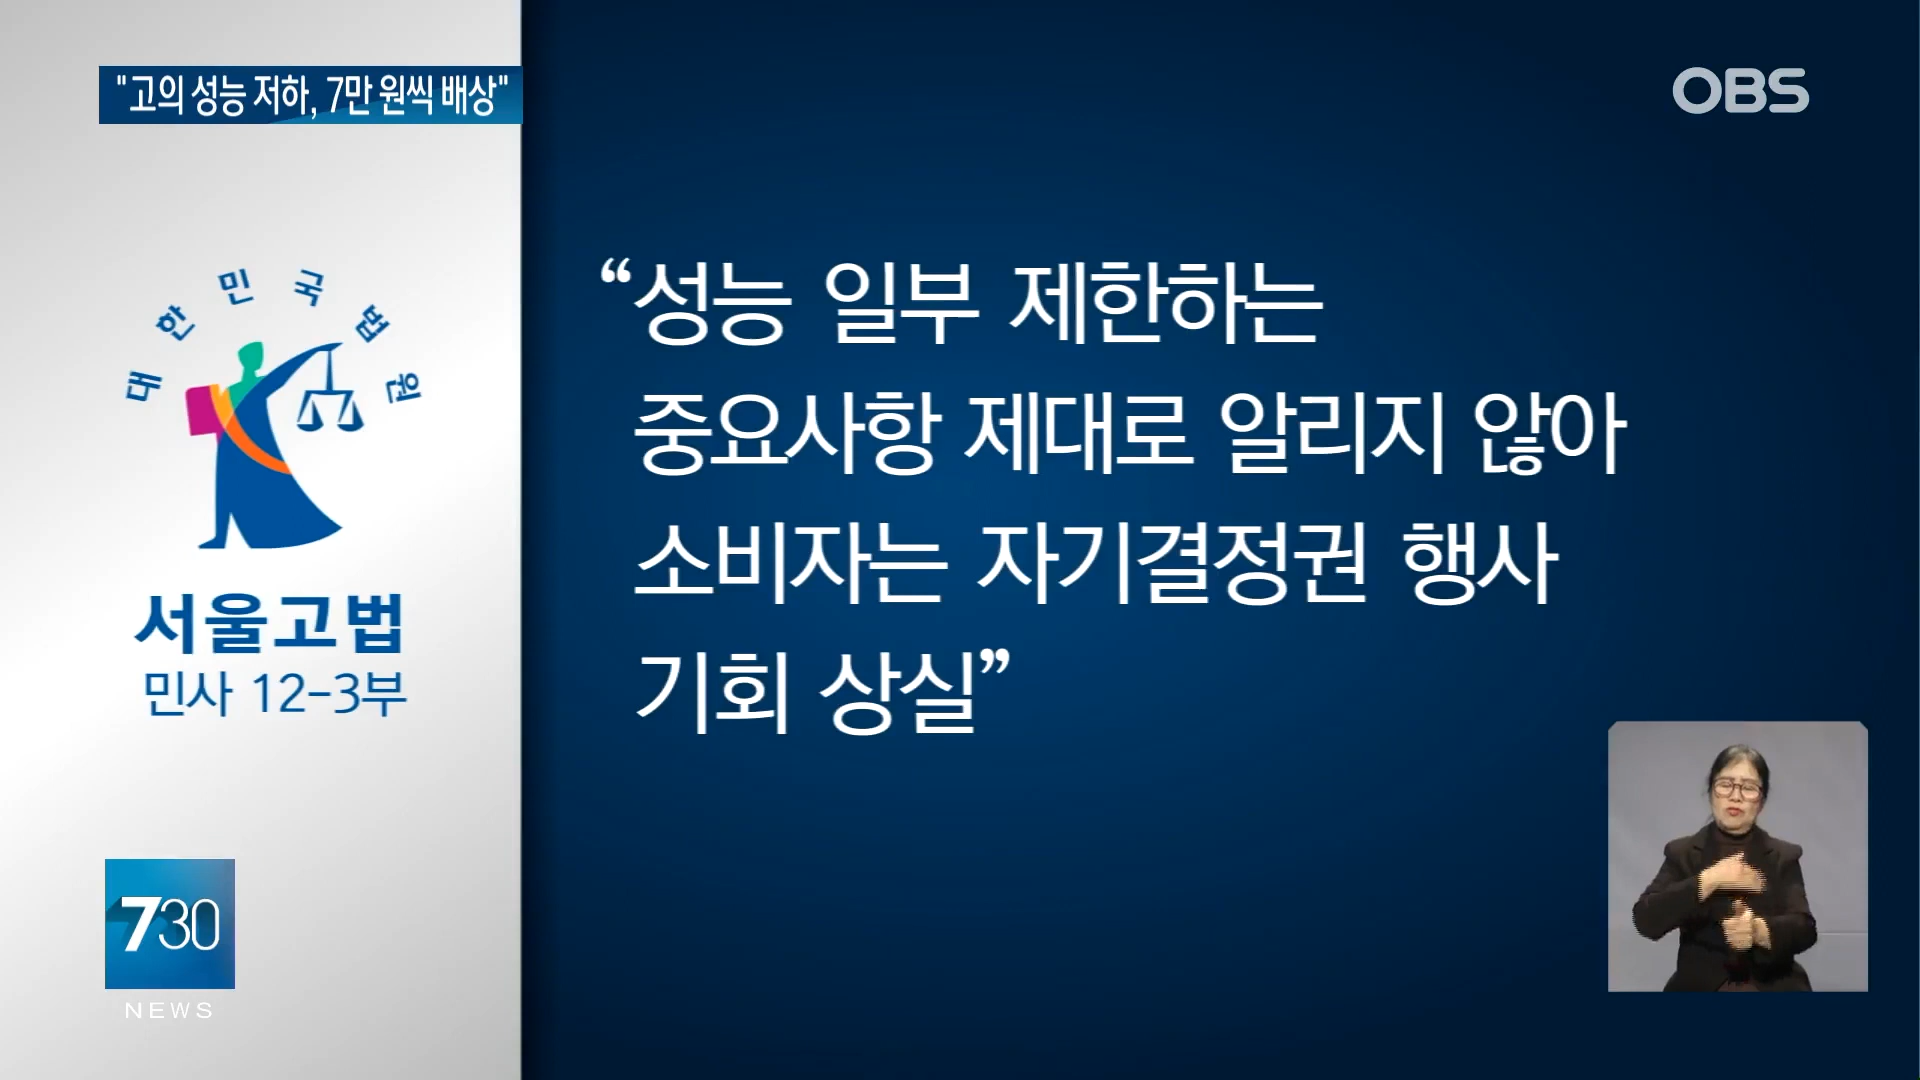 "고의 성능 저하, 7만 원씩 배상"
OBS
대한민국법원
서울고법
민사 12-3부
“성능 일부 제한하는
중요사항 제대로 알리지 않아
소비자는 자기결정권 행사
기회 상실”
730
NEWS